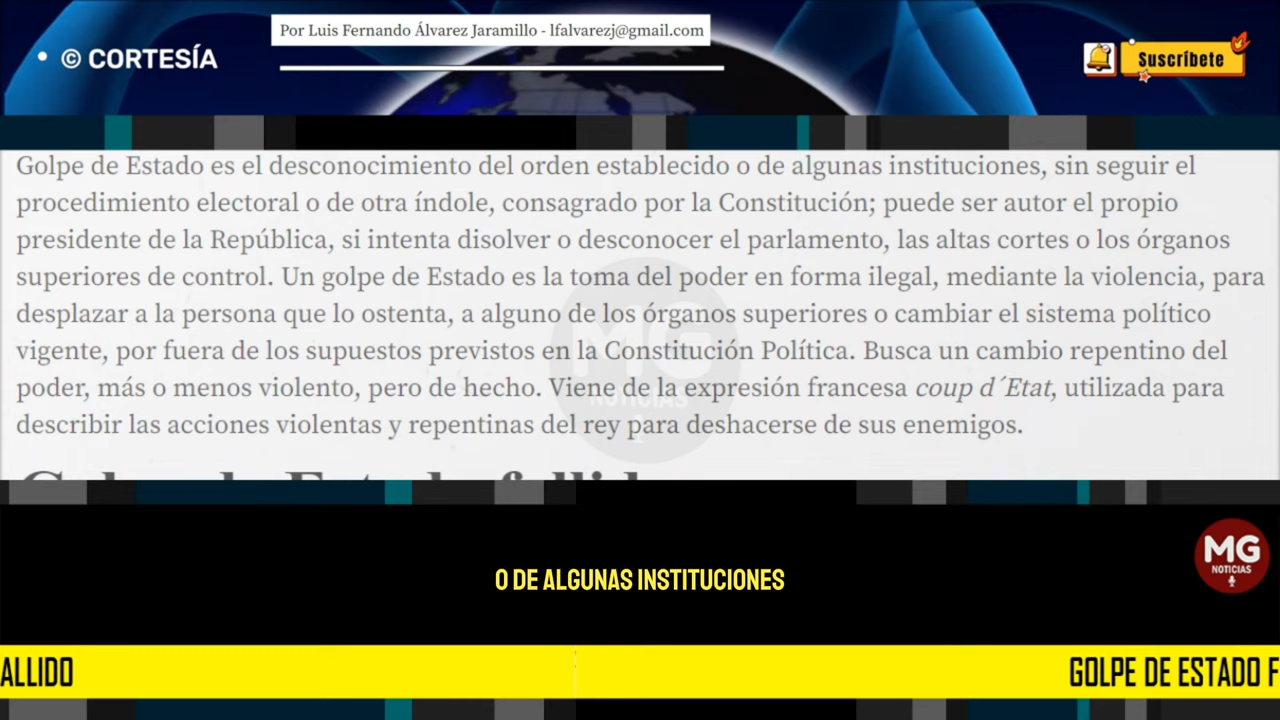 • © CORTESÍA
Por Luis Fernando Álvarez Jaramillo - lfalvarezj@gmail.com
Suscríbete
Golpe de Estado es el desconocimiento del orden establecido o de algunas instituciones, sin seguir el
procedimiento electoral o de otra índole, consagrado por la Constitución; puede ser autor el propio
presidente de la República, si intenta disolver o desconocer el parlamento, las altas cortes o los órganos
superiores de control. Un golpe de Estado es la toma del poder en forma ilegal, mediante la violencia, para
desplazar a la persona que lo ostenta, a alguno de los órganos superiores o cambiar el sistema político
vigente, por fuera de los supuestos previstos en la Constitución Política. Busca un cambio repentino del
poder, más o menos violento, pero de hecho. Viene de la expresión francesa coup d´Etat, utilizada para
describir las acciones violentas y repentinas del rey para deshacerse de sus enemigos.
MG
NOTICIAS
O DE ALGUNAS INSTITUCIONES
MG
NOTICIAS
ALLIDO
GOLPE DE ESTADO F